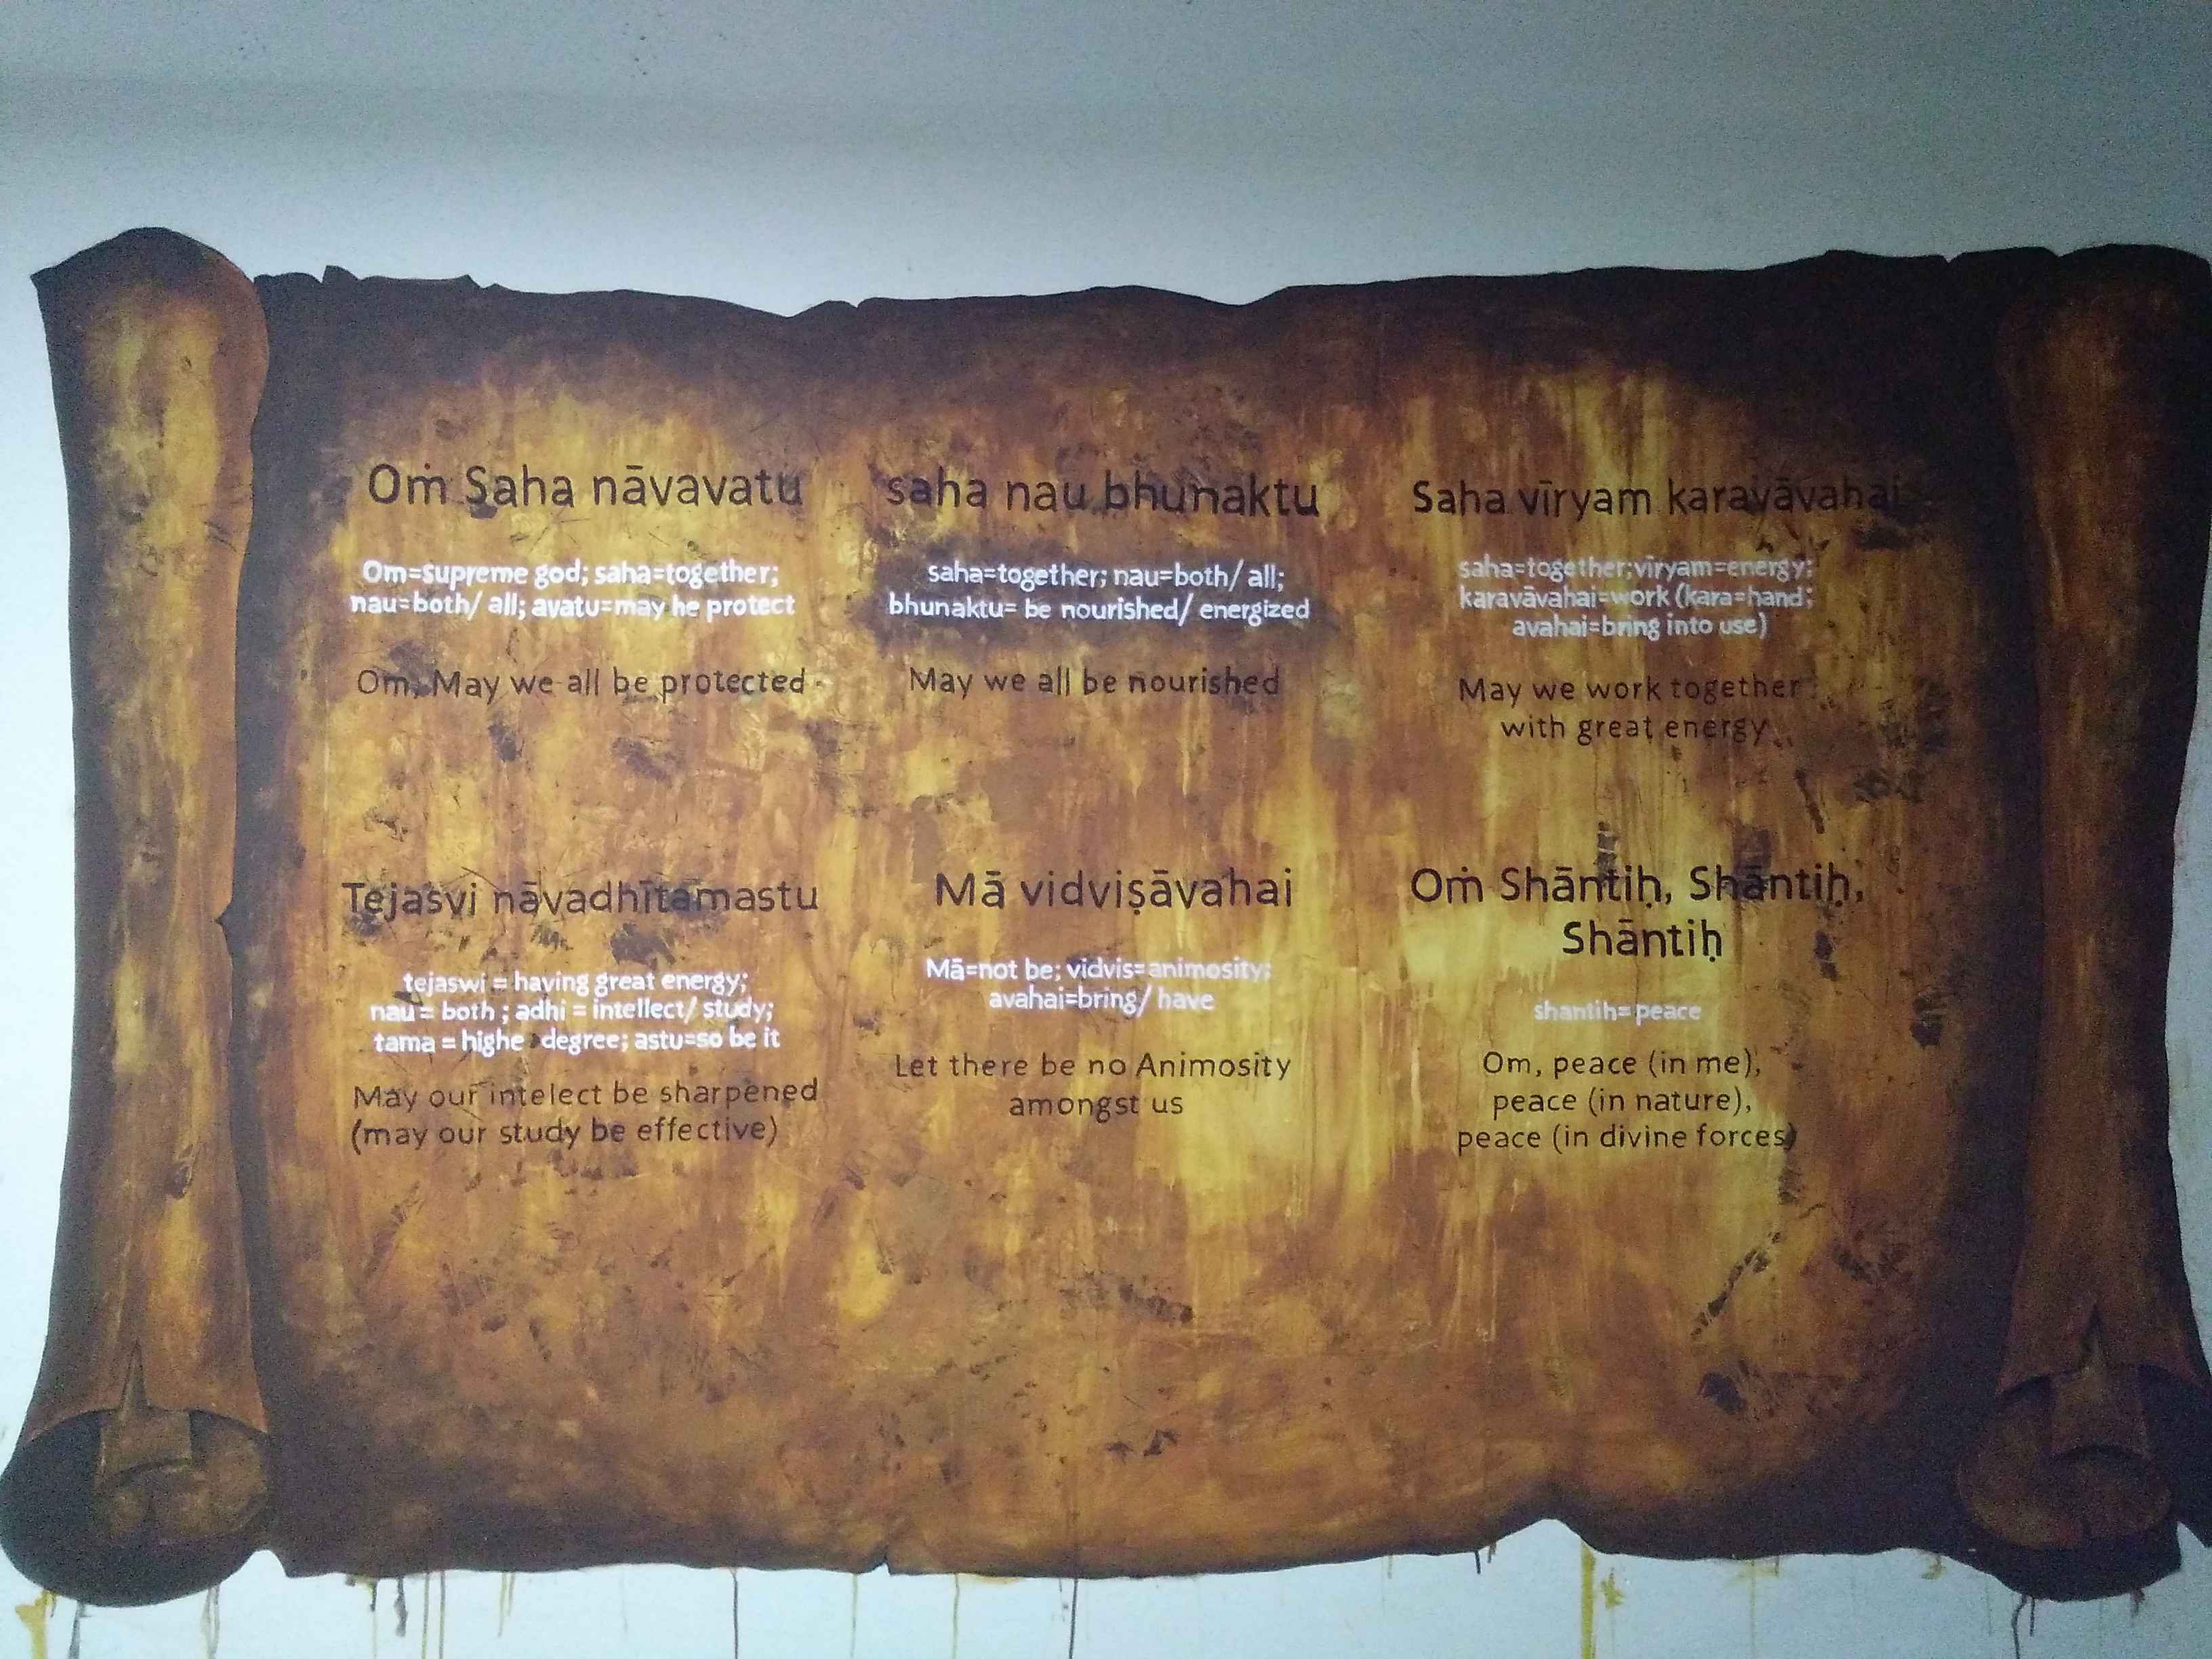 Oṁ Saha nāvavatu
Om=supreme god; saha=together;
nau=both/ all; avatu=may he protect
Om, May we all be protected
saha nau bhunaktu
saha=together; nau=both/ all;
bhunaktu= be nourished/ energized
May we all be nourished
Saha vīryam karavāvahai
saha=together;vīryam=energy;
karavāvahai=work (kara=hand;
avahai=bring into use)
May we work together
with great energy
Tejasvi nāvadhītamastu
tejaswi = having great energy;
nau = both ; adhi = intellect/ study;
tama = highe degree; astu=so be it
May our intelect be sharpened
(may our study be effective)
Mā vidviṣāvahai
Mā=not be; vidvis=animosity;
avahai=bring/ have
Let there be no Animosity
amongst us
Oṁ Shāntiḥ, Shāntiḥ,
Shāntiḥ
shantih=peace
Om, peace (in me),
peace (in nature),
peace (in divine forces)